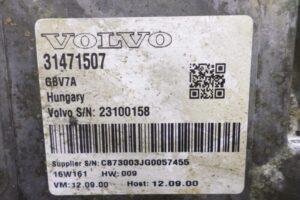 VOLVO
31471507
GBV7A
Hungary
Volvo S/N: 23100158
Supplier S/N: C873003JG0057455
16W161 HW: 009
VM: 12.09.00 Host: 12.09.00